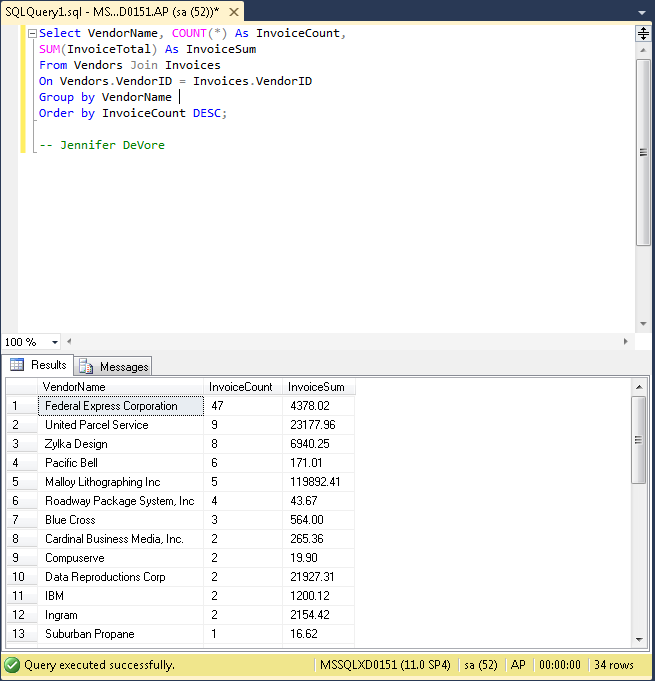 SQLQuery1.sql - MS...D0151.AP (sa (52))*
Select VendorName, COUNT(*) As InvoiceCount,
SUM(InvoiceTotal) As InvoiceSum
From Vendors Join Invoices
On Vendors.VendorID = Invoices.VendorID
Group by VendorName
Order by InvoiceCount DESC;
-- Jennifer DeVore
100 %
Results Messages
VendorName InvoiceCount InvoiceSum
1 Federal Express Corporation 47 4378.02
2 United Parcel Service 9 23177.96
3 Zylka Design 8 6940.25
4 Pacific Bell 6 171.01
5 Malloy Lithographing Inc 5 119892.41
6 Roadway Package System, Inc 4 43.67
7 Blue Cross 3 564.00
8 Cardinal Business Media, Inc. 2 265.36
9 Compuserve 2 19.90
10 Data Reproductions Corp 2 21927.31
11 IBM 2 1200.12
12 Ingram 2 2154.42
13 Suburban Propane 1 16.62
Query executed successfully. MSSQLXD0151 (11.0 SP4) sa (52) AP 00:00:00 34 rows